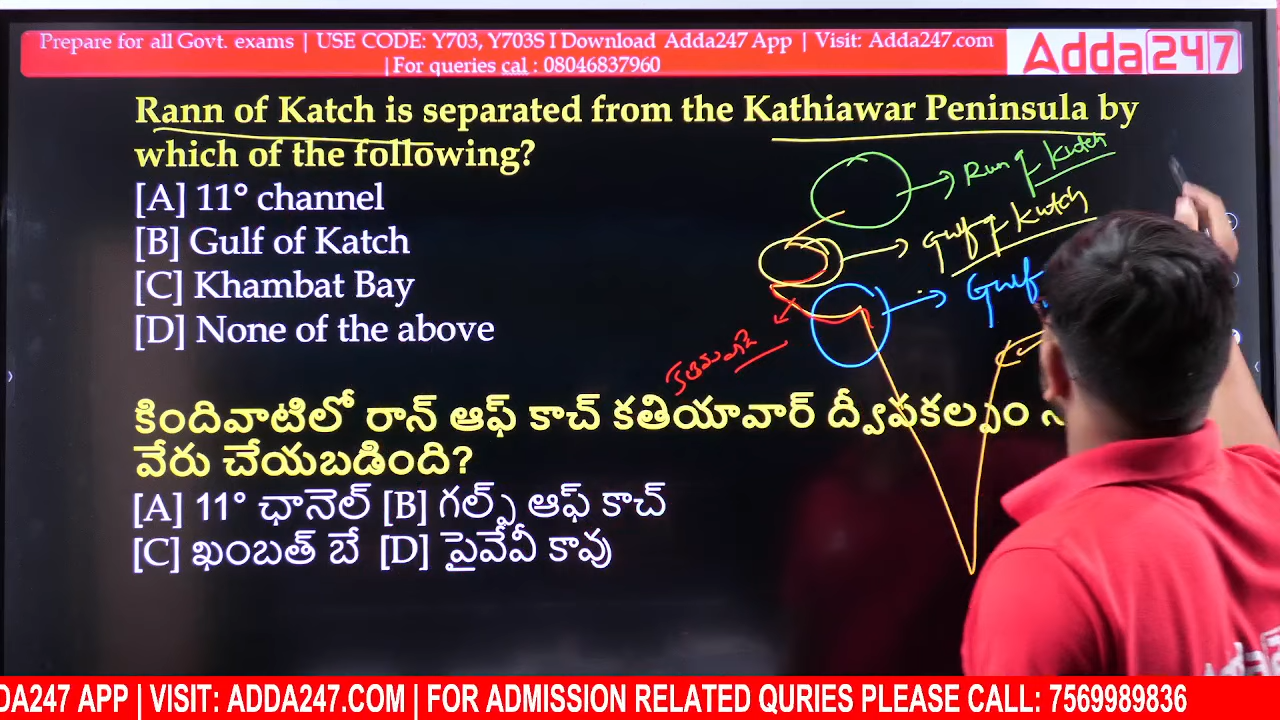 Prepare for all Govt. exams | USE CODE: Y703, Y703S I Download Adda247 App | Visit: Adda247.com
|For queries cal : 08046837960
Adda247
Rann of Katch is separated from the Kathiawar Peninsula by
which of the following?
[A] 11° channel
[B] Gulf of Katch
[C] Khambat Bay
[D] None of the above
Run of Kutch
Gulf of Kutch
Gulf
కిందివాటిలో రాన్ ఆఫ్ కాచ్ కతియావార్ ద్వీపకల్పం
వేరు చేయబడింది?
[A] 11° ఛానెల్ [B] గల్ఫ్ ఆఫ్ కాచ్
[C] ఖంబత్ బే [D] పైవేవీ కావు
DA247 APP | VISIT: ADDA247.COM | FOR ADMISSION RELATED QURIES PLEASE CALL: 7569989836